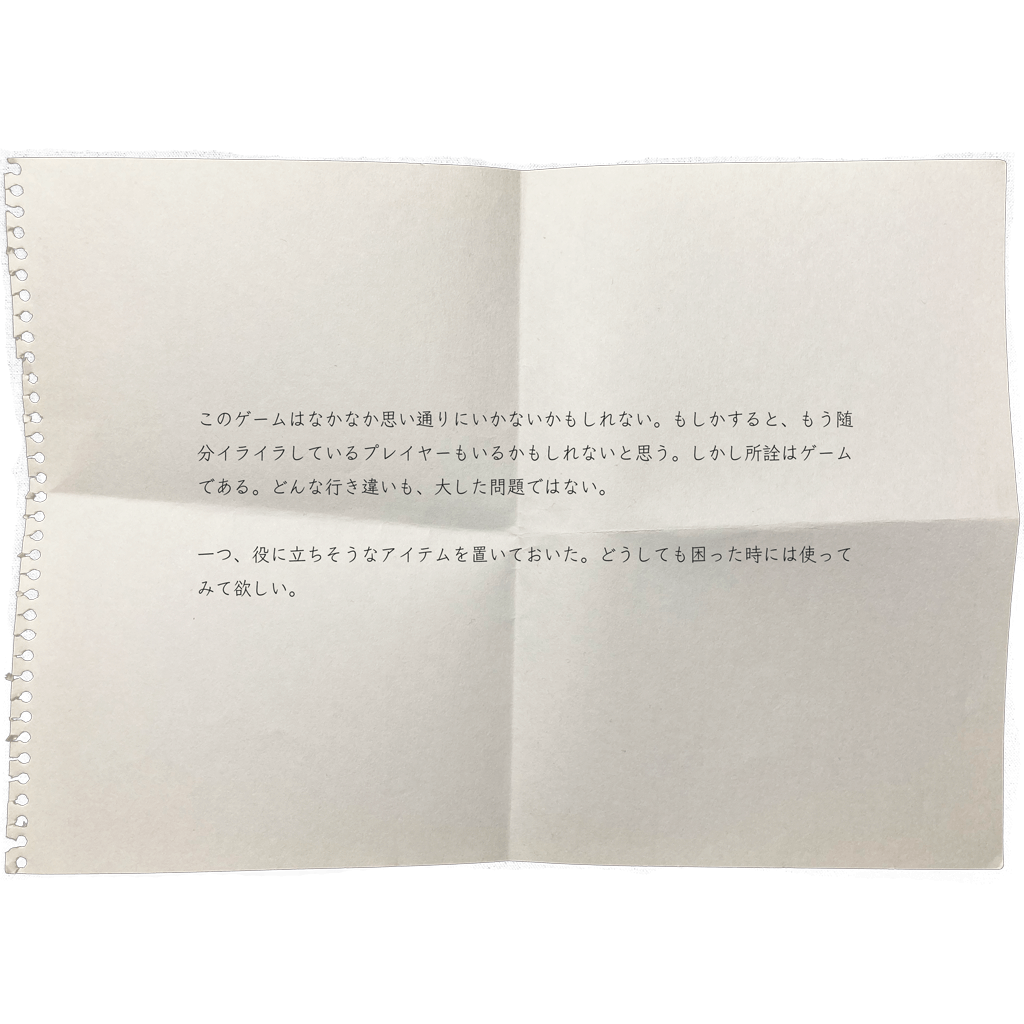 このゲームはなかなか思い通りにいかないかもしれない。もしかすると、もう随
分イライラしているプレイヤーもいるかもしれないと思う。しかし所詮はゲーム
である。どんな行き違いも、大した問題ではない。
一つ、役に立ちそうなアイテムを置いておいた。どうしても困った時には使って
みて欲しい。